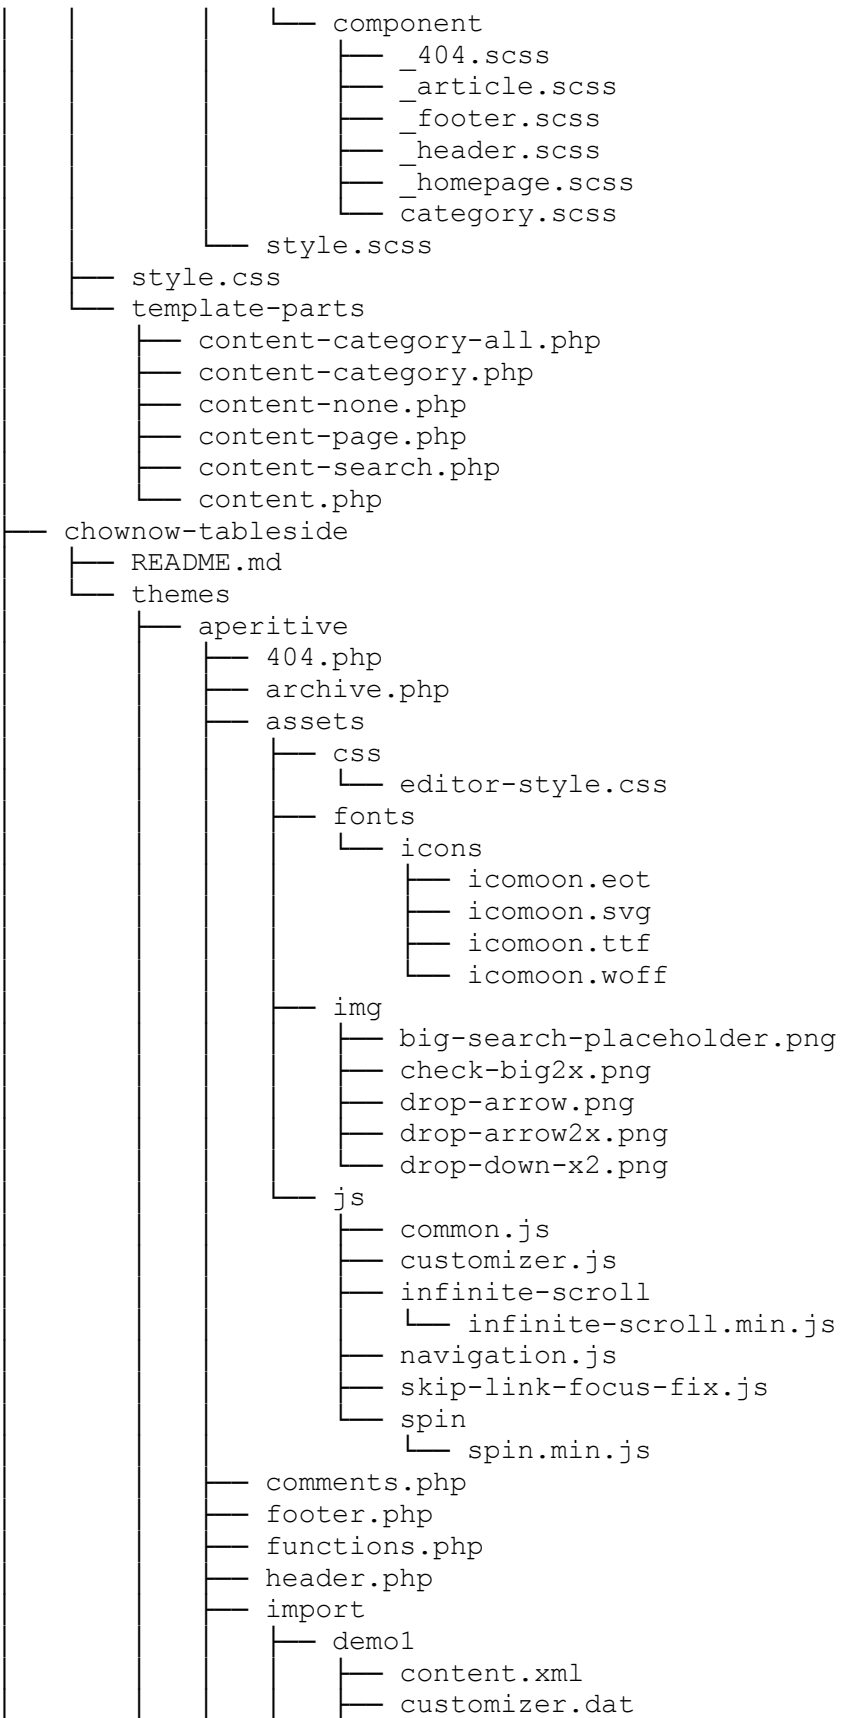 │   │   │   └── component
│   │   │       ├── _404.scss
│   │   │       ├── _article.scss
│   │   │       ├── _footer.scss
│   │   │       ├── _header.scss
│   │   │       ├── _homepage.scss
│   │   │       └── category.scss
│   │   └── style.scss
│   ├── style.css
│   └── template-parts
│       ├── content-category-all.php
│       ├── content-category.php
│       ├── content-none.php
│       ├── content-page.php
│       ├── content-search.php
│       └── content.php
├── chownow-tableside
│   ├── README.md
│   └── themes
│       ├── aperitive
│       │   ├── 404.php
│       │   ├── archive.php
│       │   ├── assets
│       │   │   ├── css
│       │   │   │   └── editor-style.css
│       │   │   ├── fonts
│       │   │   │   └── icons
│       │   │   │       ├── icomoon.eot
│       │   │   │       ├── icomoon.svg
│       │   │   │       ├── icomoon.ttf
│       │   │   │       └── icomoon.woff
│       │   │   ├── img
│       │   │   │   ├── big-search-placeholder.png
│       │   │   │   ├── check-big2x.png
│       │   │   │   ├── drop-arrow.png
│       │   │   │   ├── drop-arrow2x.png
│       │   │   │   └── drop-down-x2.png
│       │   │   └── js
│       │   │       ├── common.js
│       │   │       ├── customizer.js
│       │   │       ├── infinite-scroll
│       │   │       │   └── infinite-scroll.min.js
│       │   │       ├── navigation.js
│       │   │       ├── skip-link-focus-fix.js
│       │   │       └── spin
│       │   │           └── spin.min.js
│       │   ├── comments.php
│       │   ├── footer.php
│       │   ├── functions.php
│       │   ├── header.php
│       │   ├── import
│       │   │   ├── demo1
│       │   │   │   ├── content.xml
│       │   │   │   ├── customizer.dat